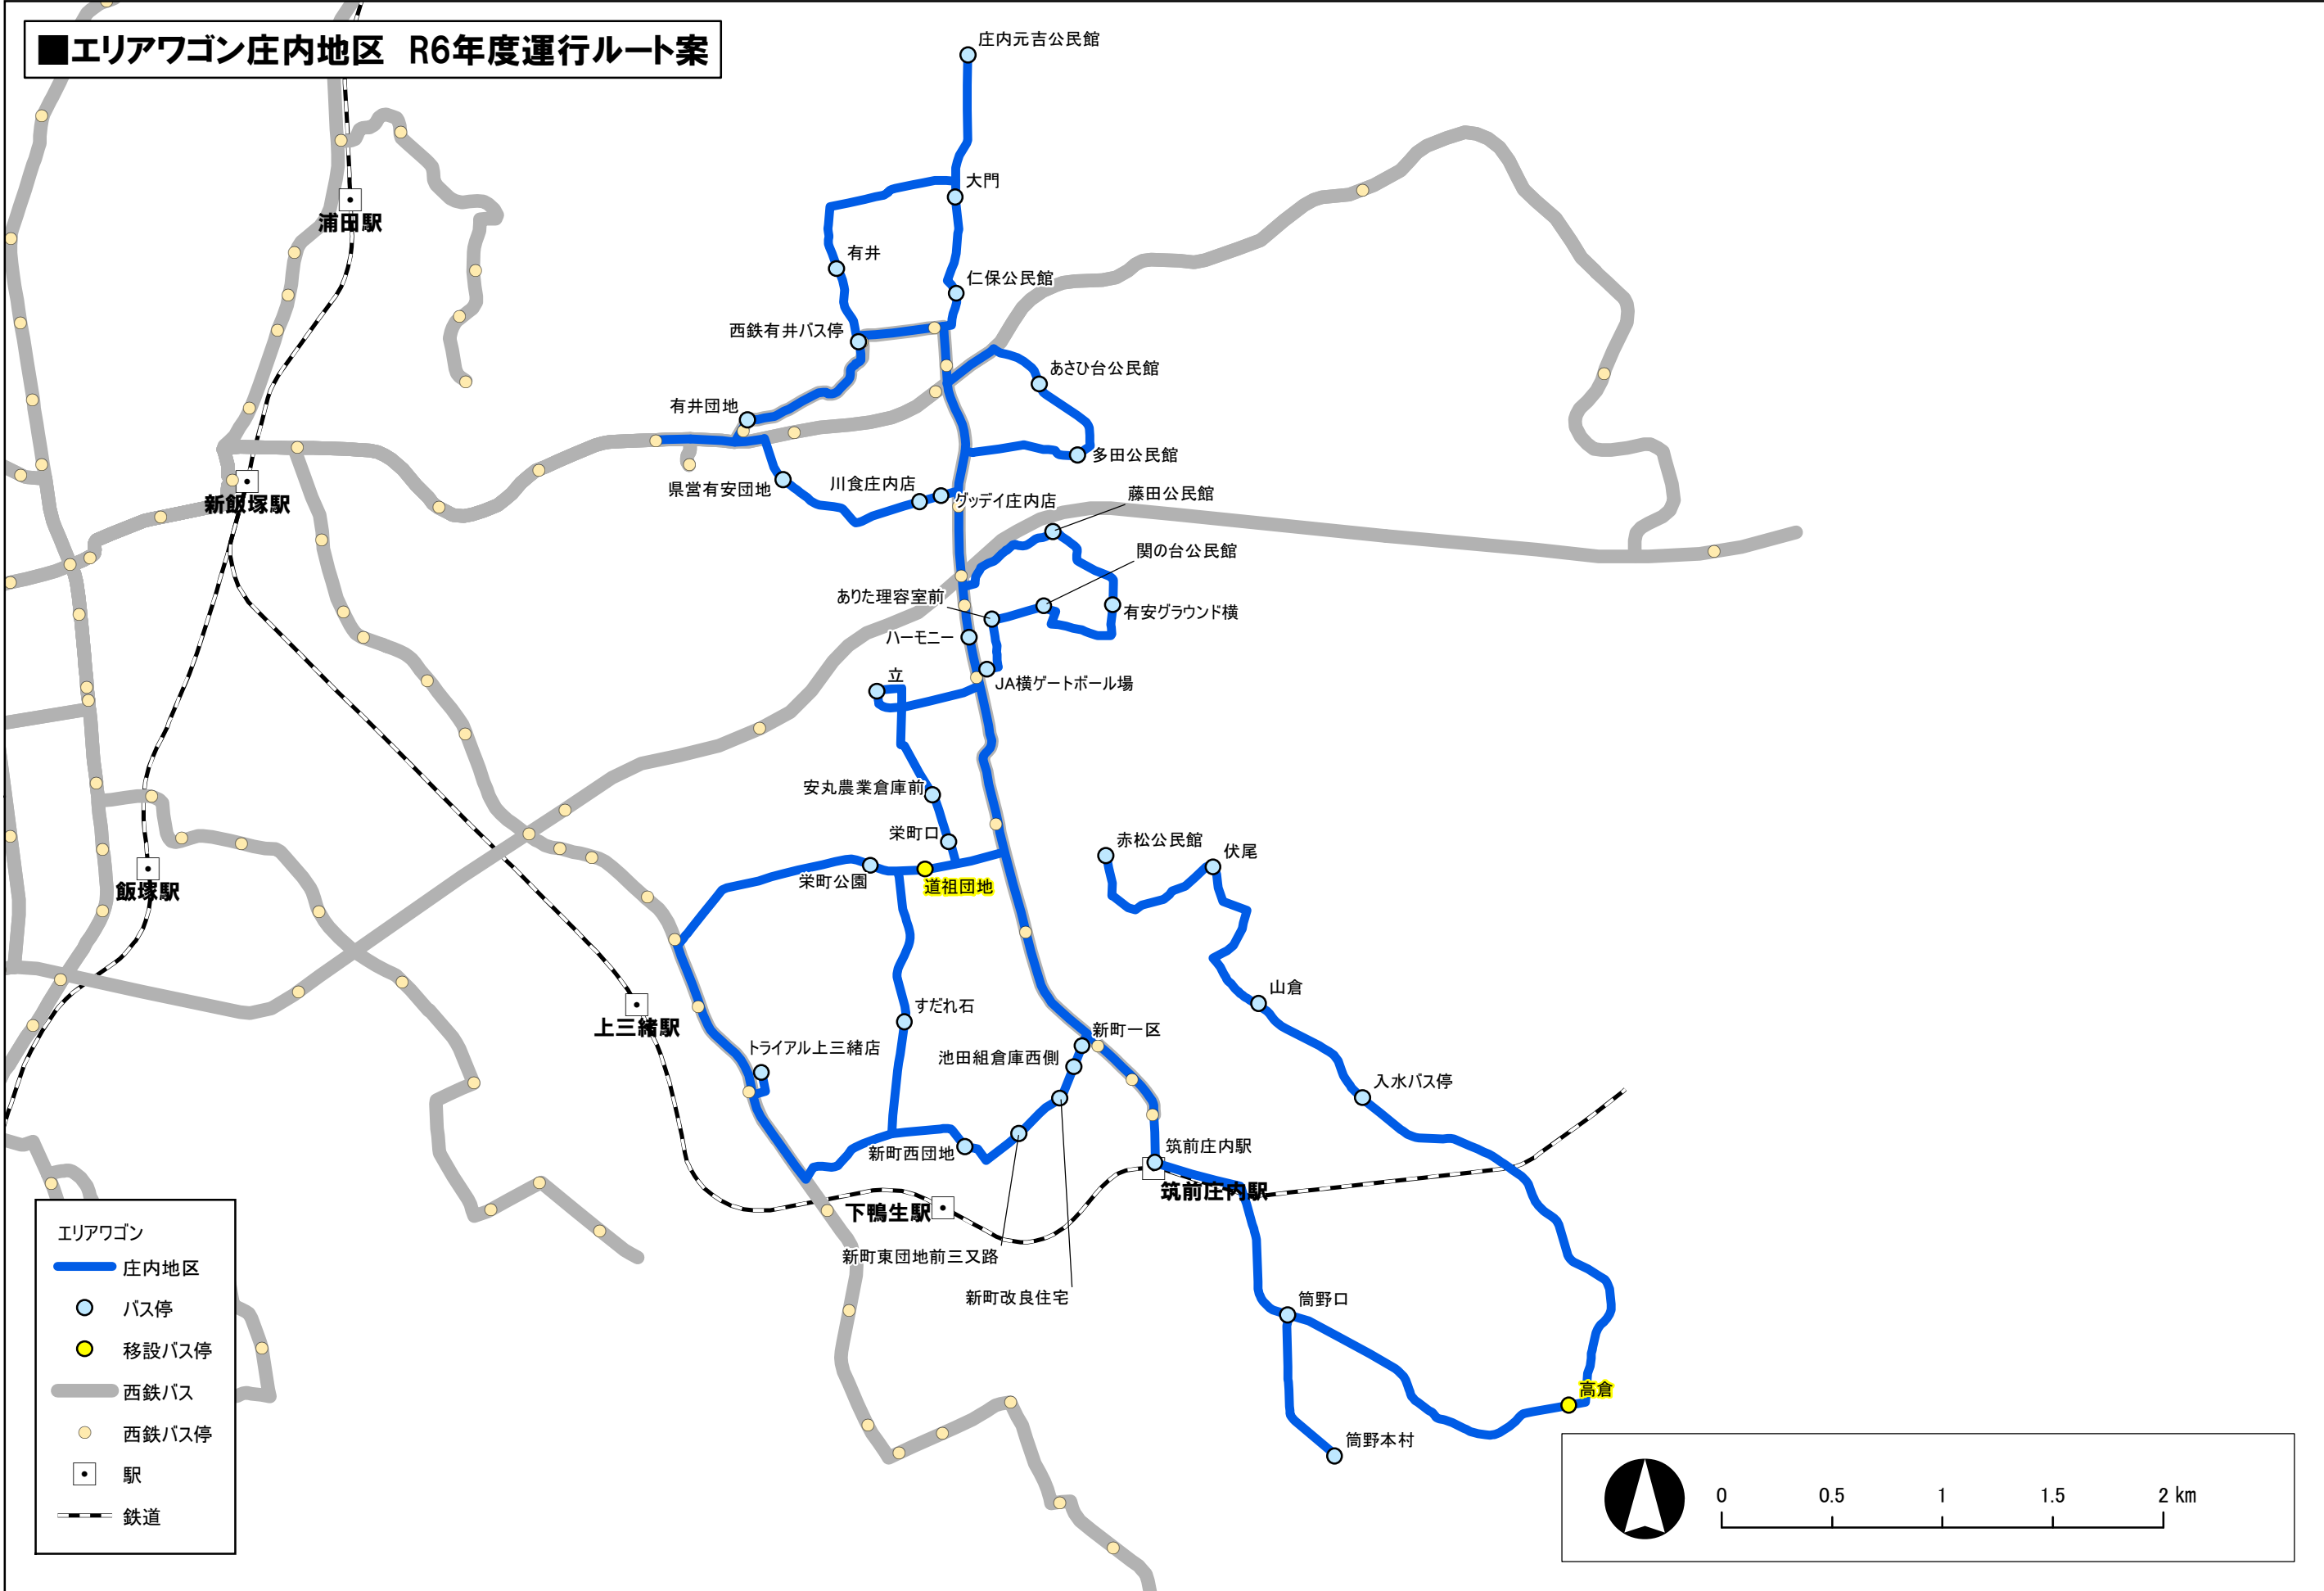 ■エリアワゴン庄内地区　R6年度運行ルート案
庄内元吉公民館
大門
浦田駅
有井
仁保公民館
西鉄有井バス停
あさひ台公民館
有井団地
多田公民館
県営有安団地
川食庄内店
グッデイ庄内店
藤田公民館
新飯塚駅
関の台公民館
ありた理容室前
有安グラウンド横
ハーモニー
立
JA横ゲートボール場
安丸農業倉庫前
栄町口
赤松公民館
伏尾
栄町公園
道祖団地
飯塚駅
山倉
すだれ石
上三緒駅
新町一区
トライアル上三緒店
池田組倉庫西側
入水バス停
新町西団地
筑前庄内駅
筑前庄内駅
下鴨生駅
新町東団地前三又路
新町改良住宅
筒野口
高倉
筒野本村
エリアワゴン
庄内地区
バス停
移設バス停
西鉄バス
西鉄バス停
駅
鉄道
0 0.5 1 1.5 2 km